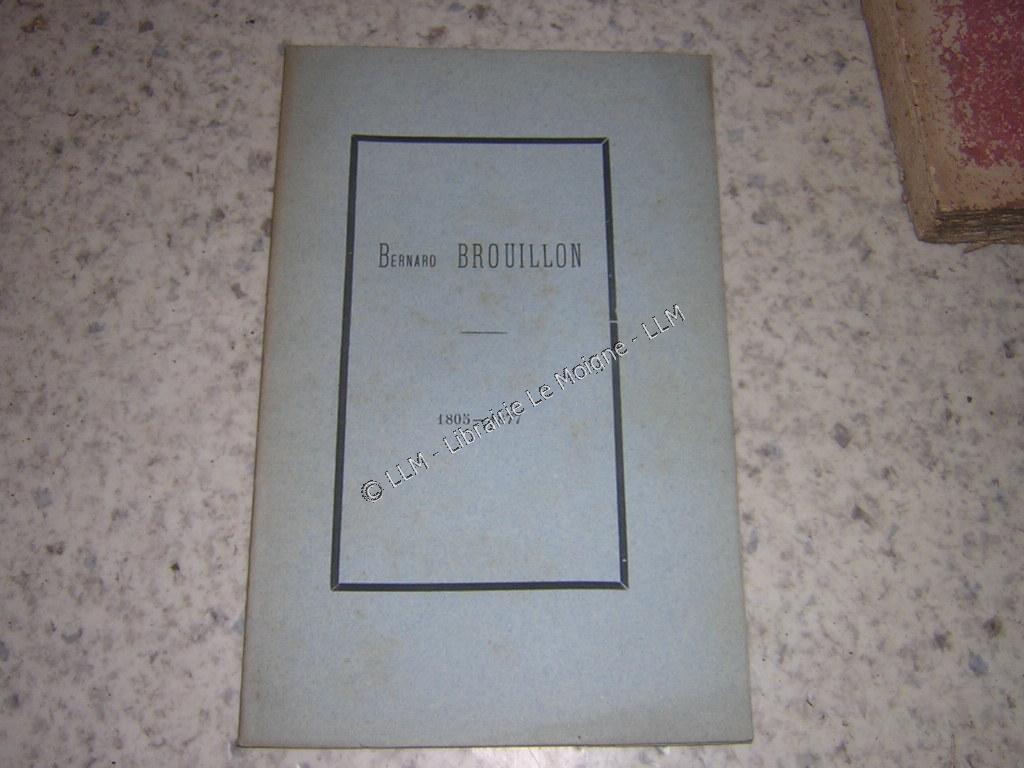 Bernard BROUILLON
1805
© LLM - Librairie Le Moigne - LLM